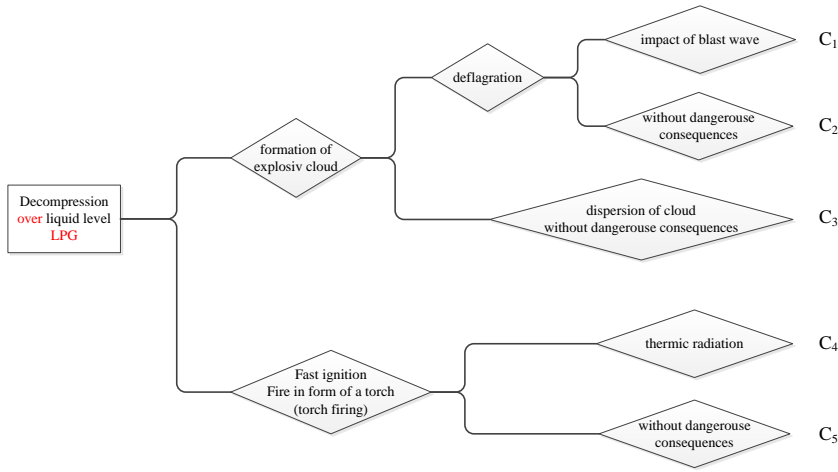 impact of blast wave
C1
deflagration
without dangerouse
consequences
C2
formation of
explosiv cloud
Decompression
over liquid level
LPG
dispersion of cloud
without dangerouse consequences
C3
Fast ignition
Fire in form of a torch
(torch firing)
thermic radiation
C4
without dangerouse
consequences
C5